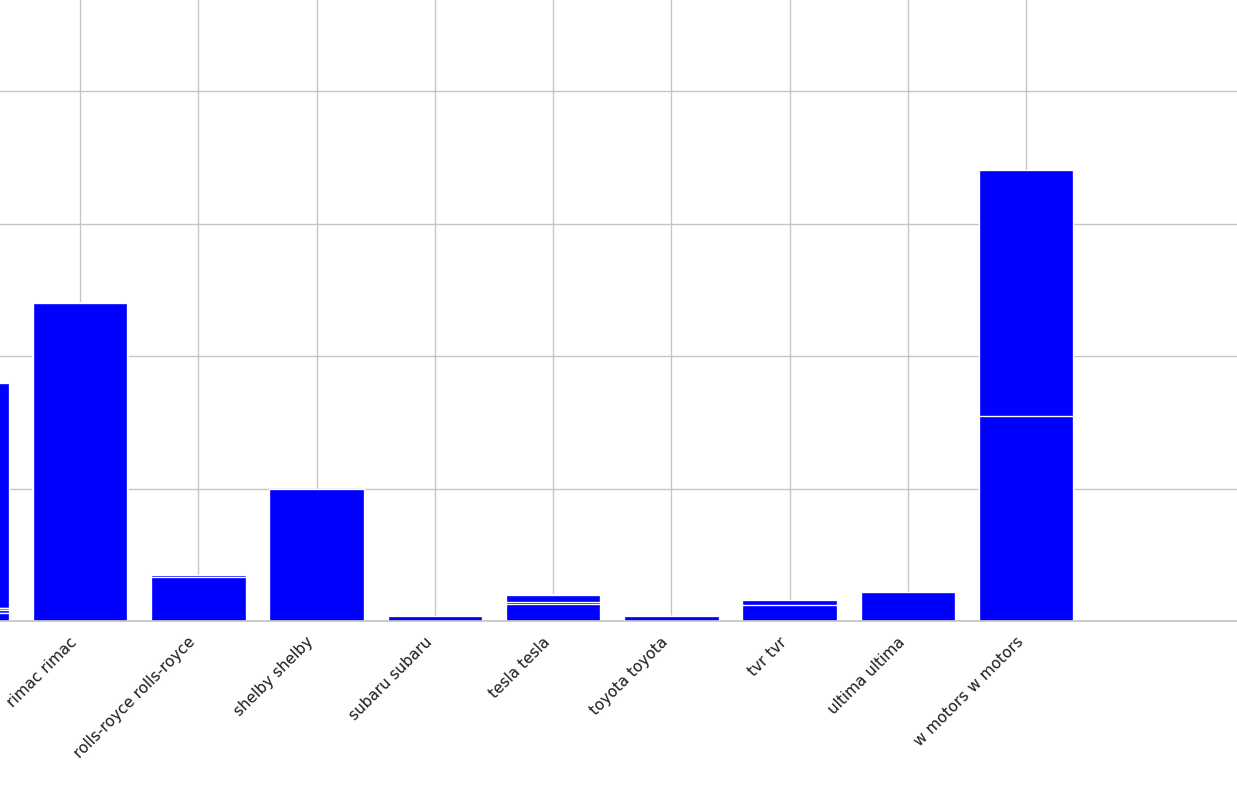 rimac rimac
rolls-royce rolls-royce
shelby shelby
subaru subaru
tesla tesla
toyota toyota
tvr tvr
ultima ultima
w motors w motors